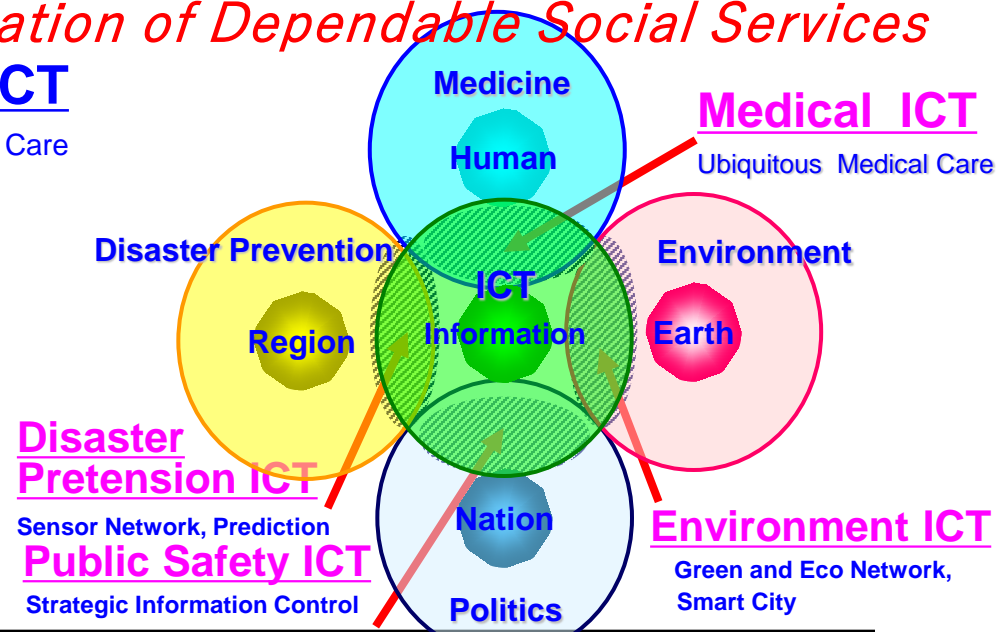 ation of Dependable Social Services
CT
Care
Medicine
Human
Medical ICT
Ubiquitous Medical Care
Disaster Prevention
Environment
ICT
Information
Region
Earth
Disaster
Pretension ICT
Sensor Network, Prediction
Public Safety ICT
Strategic Information Control
Nation
Politics
Environment ICT
Green and Eco Network,
Smart City